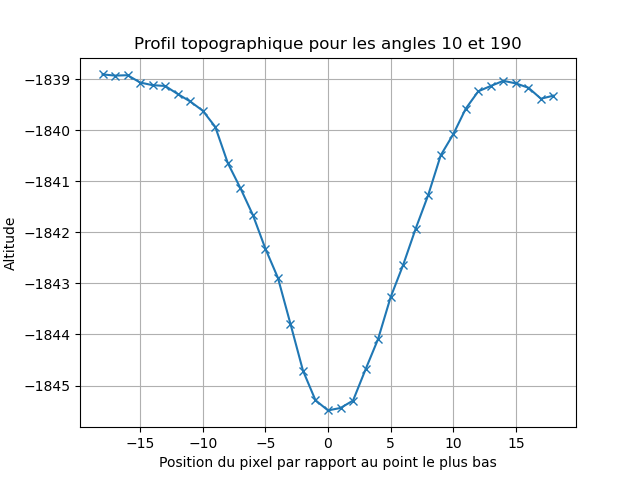 Profil topographique pour les angles 10 et 190
Altitude
−1839
−1840
−1841
−1842
−1843
−1844
−1845
−15 −10 −5 0 5 10 15
Position du pixel par rapport au point le plus bas